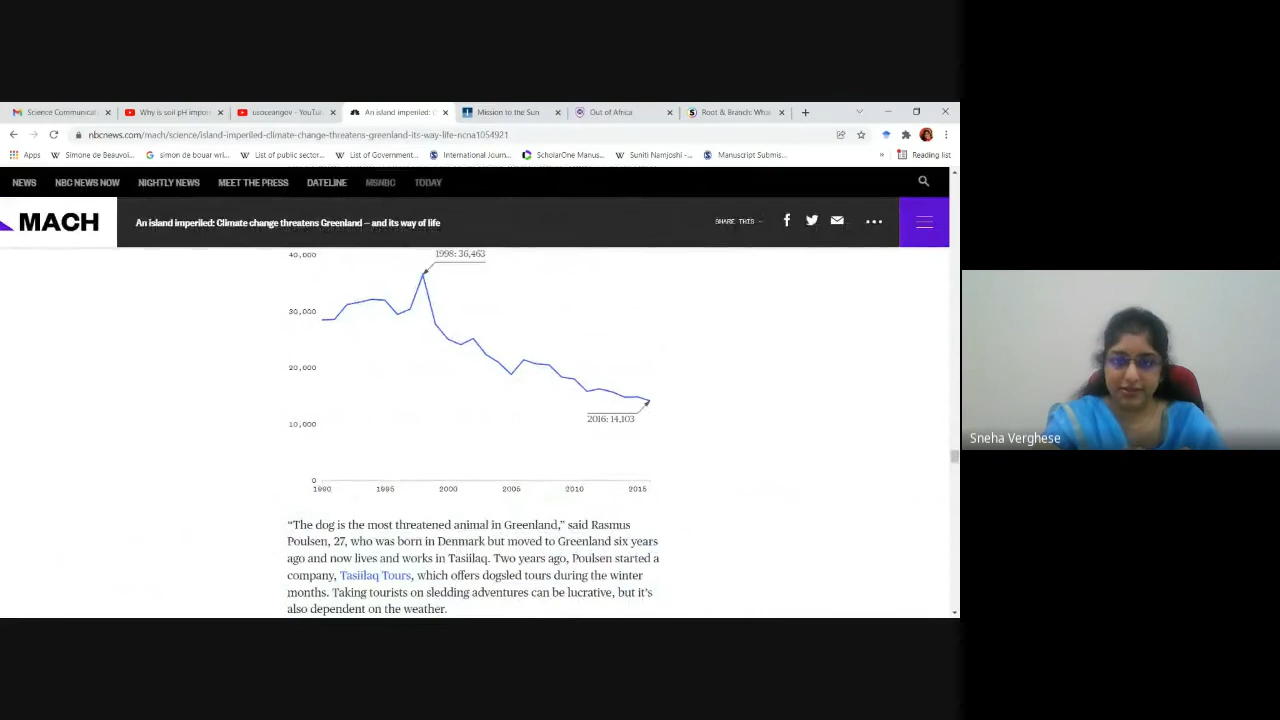 Science Communicat
Why is soil pH impor
usoceangov - YouTu
An island imperiled: C
Mission to the Sun
Out of Africa
Root & Branch: Wha
nbcnews.com/mach/science/island-imperiled-climate-change-threatens-greenland-its-way-life-ncna1054921
Apps
Simone de Beauvoi...
simon de bouar wri...
List of public sector...
List of Government...
International Journ...
ScholarOne Manus...
Suniti Namjoshi -...
Manuscript Submis...
»
Reading list
NEWS
NBC NEWS NOW
NIGHTLY NEWS
MEET THE PRESS
DATELINE
MSNBC
TODAY
MACH
An island imperiled: Climate change threatens Greenland — and its way of life
SHARE THIS —
40,000
1998: 36,463
30,000
20,000
2016: 14,103
10,000
0
1990 1995 2000 2005 2010 2015
“The dog is the most threatened animal in Greenland,” said Rasmus
Poulsen, 27, who was born in Denmark but moved to Greenland six years
ago and now lives and works in Tasiilaq. Two years ago, Poulsen started a
company, Tasiilaq Tours, which offers dogsled tours during the winter
months. Taking tourists on sledding adventures can be lucrative, but it’s
also dependent on the weather.
Sneha Verghese